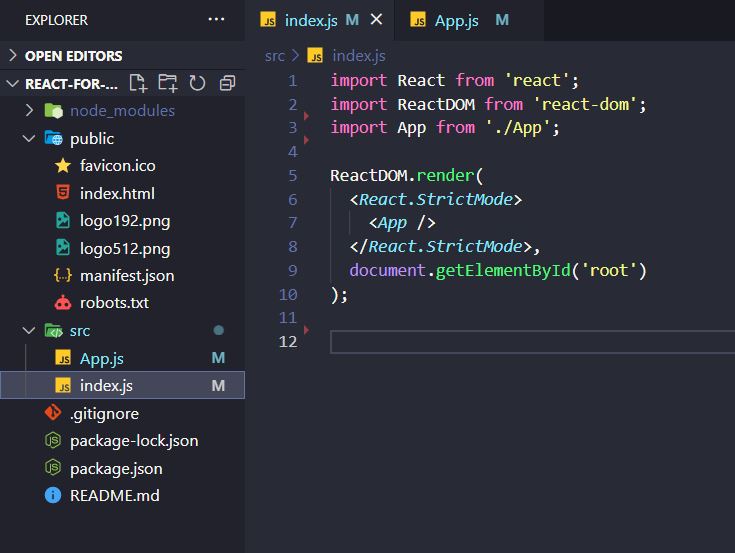 EXPLORER ...
OPEN EDITORS
REACT-FOR-...
node_modules
public
favicon.ico
index.html
logo192.png
logo512.png
manifest.json
robots.txt
src
App.js M
index.js M
.gitignore
package-lock.json
package.json
README.md
JS index.js M JS App.js M
src > JS index.js
1 import React from 'react';
2 import ReactDOM from 'react-dom';
3 import App from './App';
4
5 ReactDOM.render(
6 <React.StrictMode>
7 <App />
8 </React.StrictMode>,
9 document.getElementById('root')
10 );
11
12